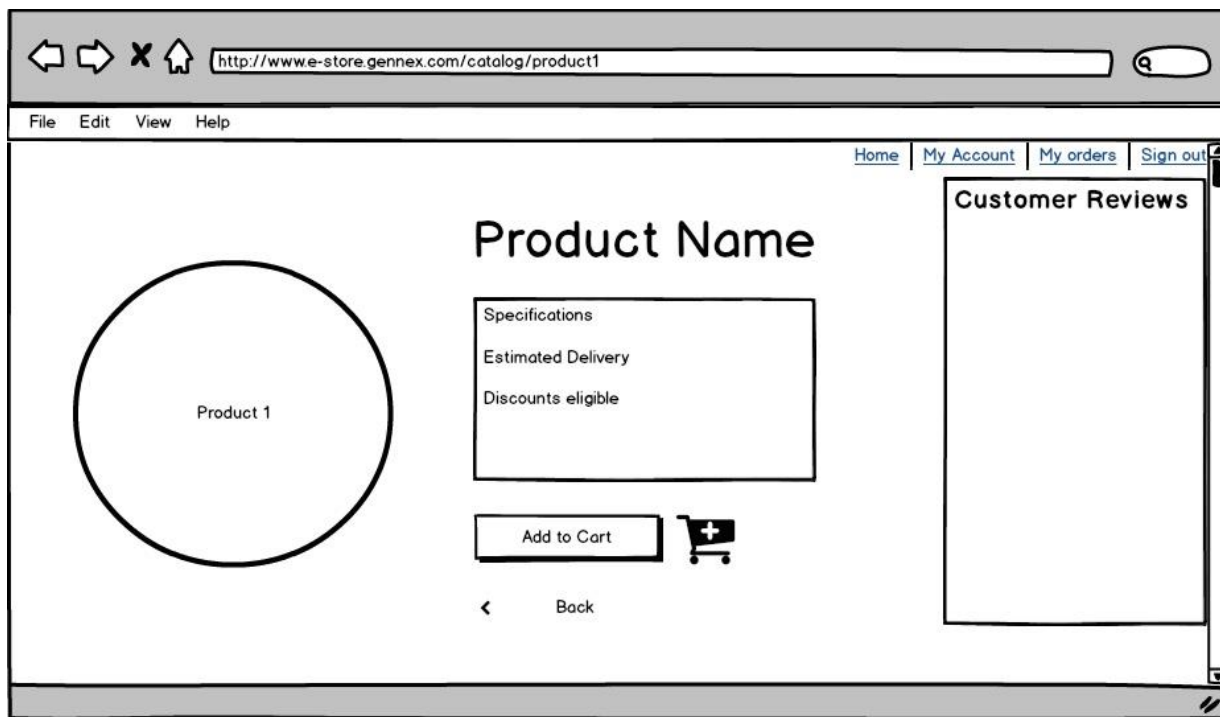 http://www.e-store.gennex.com/catalog/product1
File Edit View Help
Home My Account My orders Sign out
Customer Reviews
Product Name
Specifications
Estimated Delivery
Discounts eligible
Product 1
Add to Cart
Back